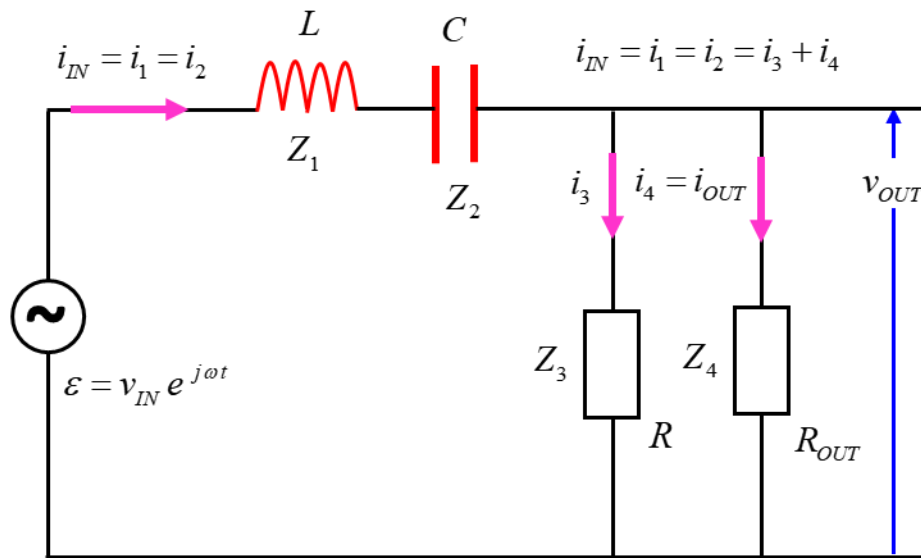 L
C
i_IN = i_1 = i_2
i_IN = i_1 = i_2 = i_3 + i_4
Z_1
Z_2
i_3
i_4 = i_OUT
v_OUT
~
ε = v_IN e^{jωt}
Z_3
Z_4
R
R_OUT